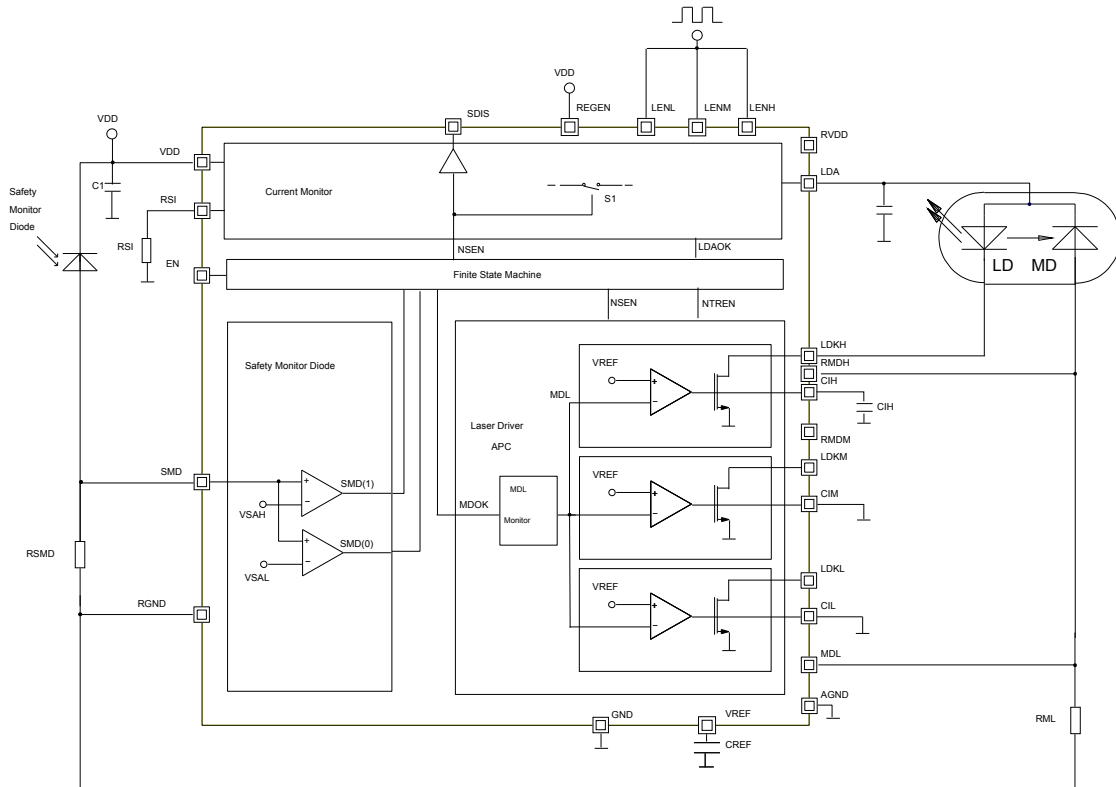 VDD
SDIS
REGEN
LENL
LENM
LENH
VDD
VDD
RVDD
LDA
C1
Safety
Monitor
Diode
RSI
Current Monitor
S1
RSI
NSEN
LDAOK
EN
Finite State Machine
LD
MD
NSEN
NTREN
Safety Monitor Diode
VREF
LDKH
RMDH
CIH
MDL
CIH
Laser Driver
APC
RMDM
VREF
LDKM
SMD
SMD(1)
MDL
Monitor
MDOK
CIM
VSAH
SMD(0)
RSMD
VSAL
VREF
LDKL
RGND
CIL
MDL
AGND
GND
VREF
CREF
RML